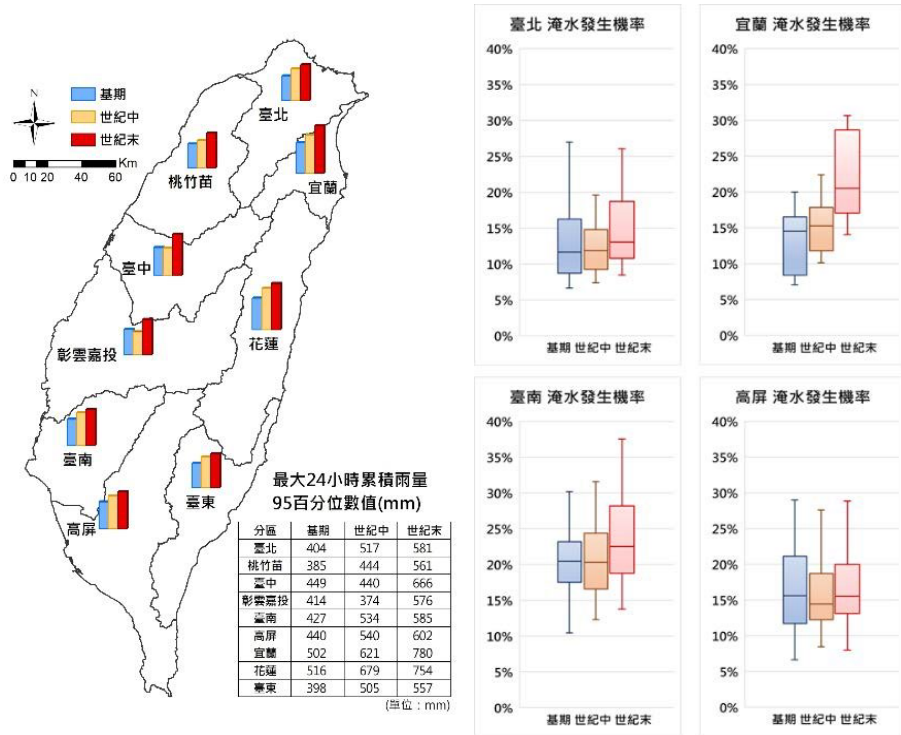 N
基期
世紀中
世紀末
0 10 20 40 60 Km
臺北
桃竹苗
宜蘭
臺中
彰雲嘉投
花蓮
臺南
臺東
高屏
最大24小時累積雨量
95百分位數值(mm)
分區 基期 世紀中 世紀末
臺北 404 517 581
桃竹苗 385 444 561
臺中 449 440 666
彰雲嘉投 414 374 576
臺南 427 534 585
高屏 440 540 602
宜蘭 502 621 780
花蓮 516 679 754
臺東 398 505 557
(單位：mm)
臺北 淹水發生機率
40%
35%
30%
25%
20%
15%
10%
5%
0%
基期 世紀中 世紀末
宜蘭 淹水發生機率
40%
35%
30%
25%
20%
15%
10%
5%
0%
基期 世紀中 世紀末
臺南 淹水發生機率
40%
35%
30%
25%
20%
15%
10%
5%
0%
基期 世紀中 世紀末
高屏 淹水發生機率
40%
35%
30%
25%
20%
15%
10%
5%
0%
基期 世紀中 世紀末